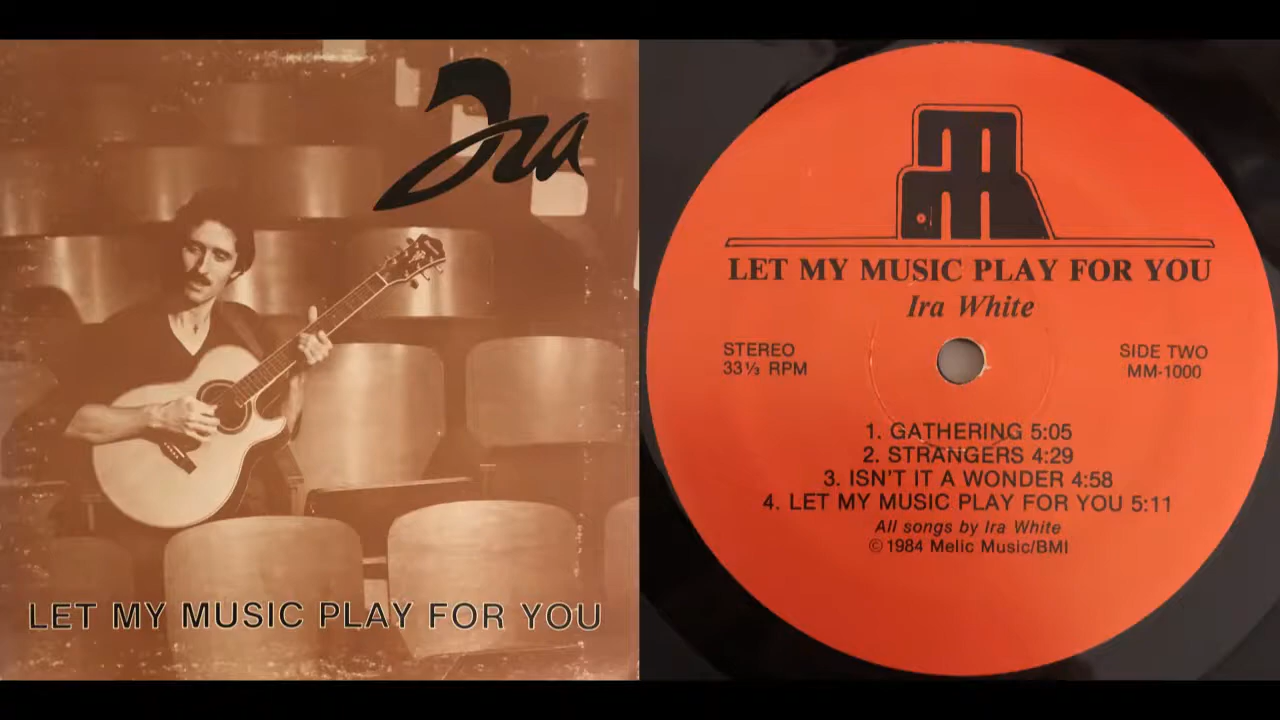 Ira
LET MY MUSIC PLAY FOR YOU
LET MY MUSIC PLAY FOR YOU
Ira White
STEREO
33⅓ RPM
SIDE TWO
MM-1000
1. GATHERING 5:05
2. STRANGERS 4:29
3. ISN'T IT A WONDER 4:58
4. LET MY MUSIC PLAY FOR YOU 5:11
All songs by Ira White
©1984 Melic Music/BMI